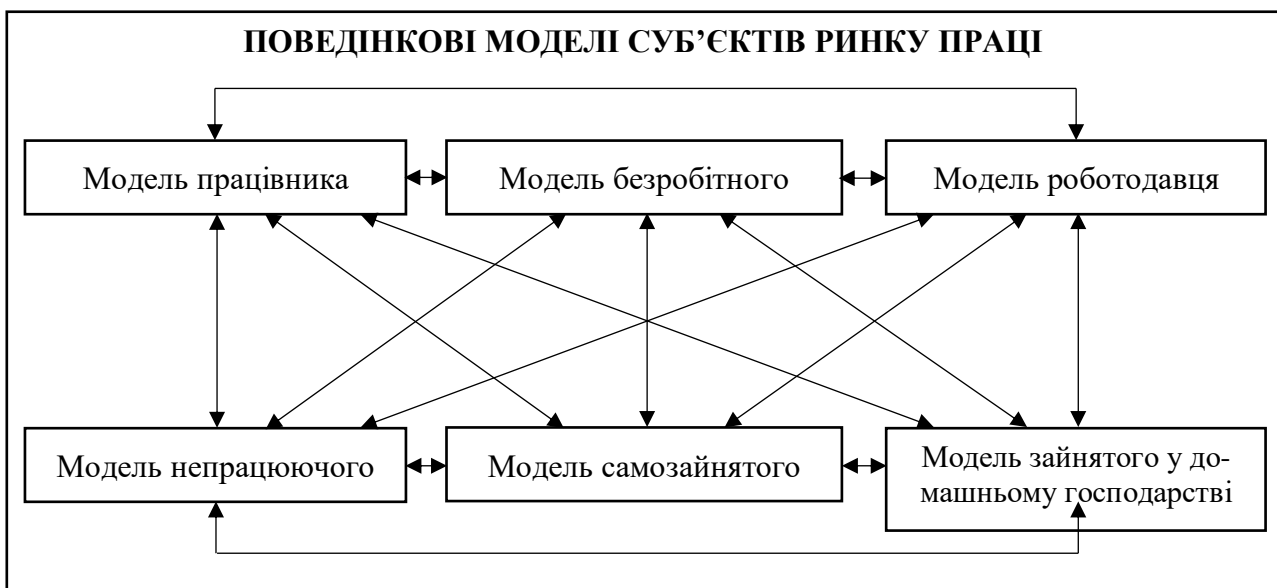 ПОВЕДІНКОВІ МОДЕЛІ СУБ’ЄКТІВ РИНКУ ПРАЦІ
Модель працівника
Модель безробітного
Модель роботодавця
Модель непрацюючого
Модель самозайнятого
Модель зайнятого у до-
машньому господарстві